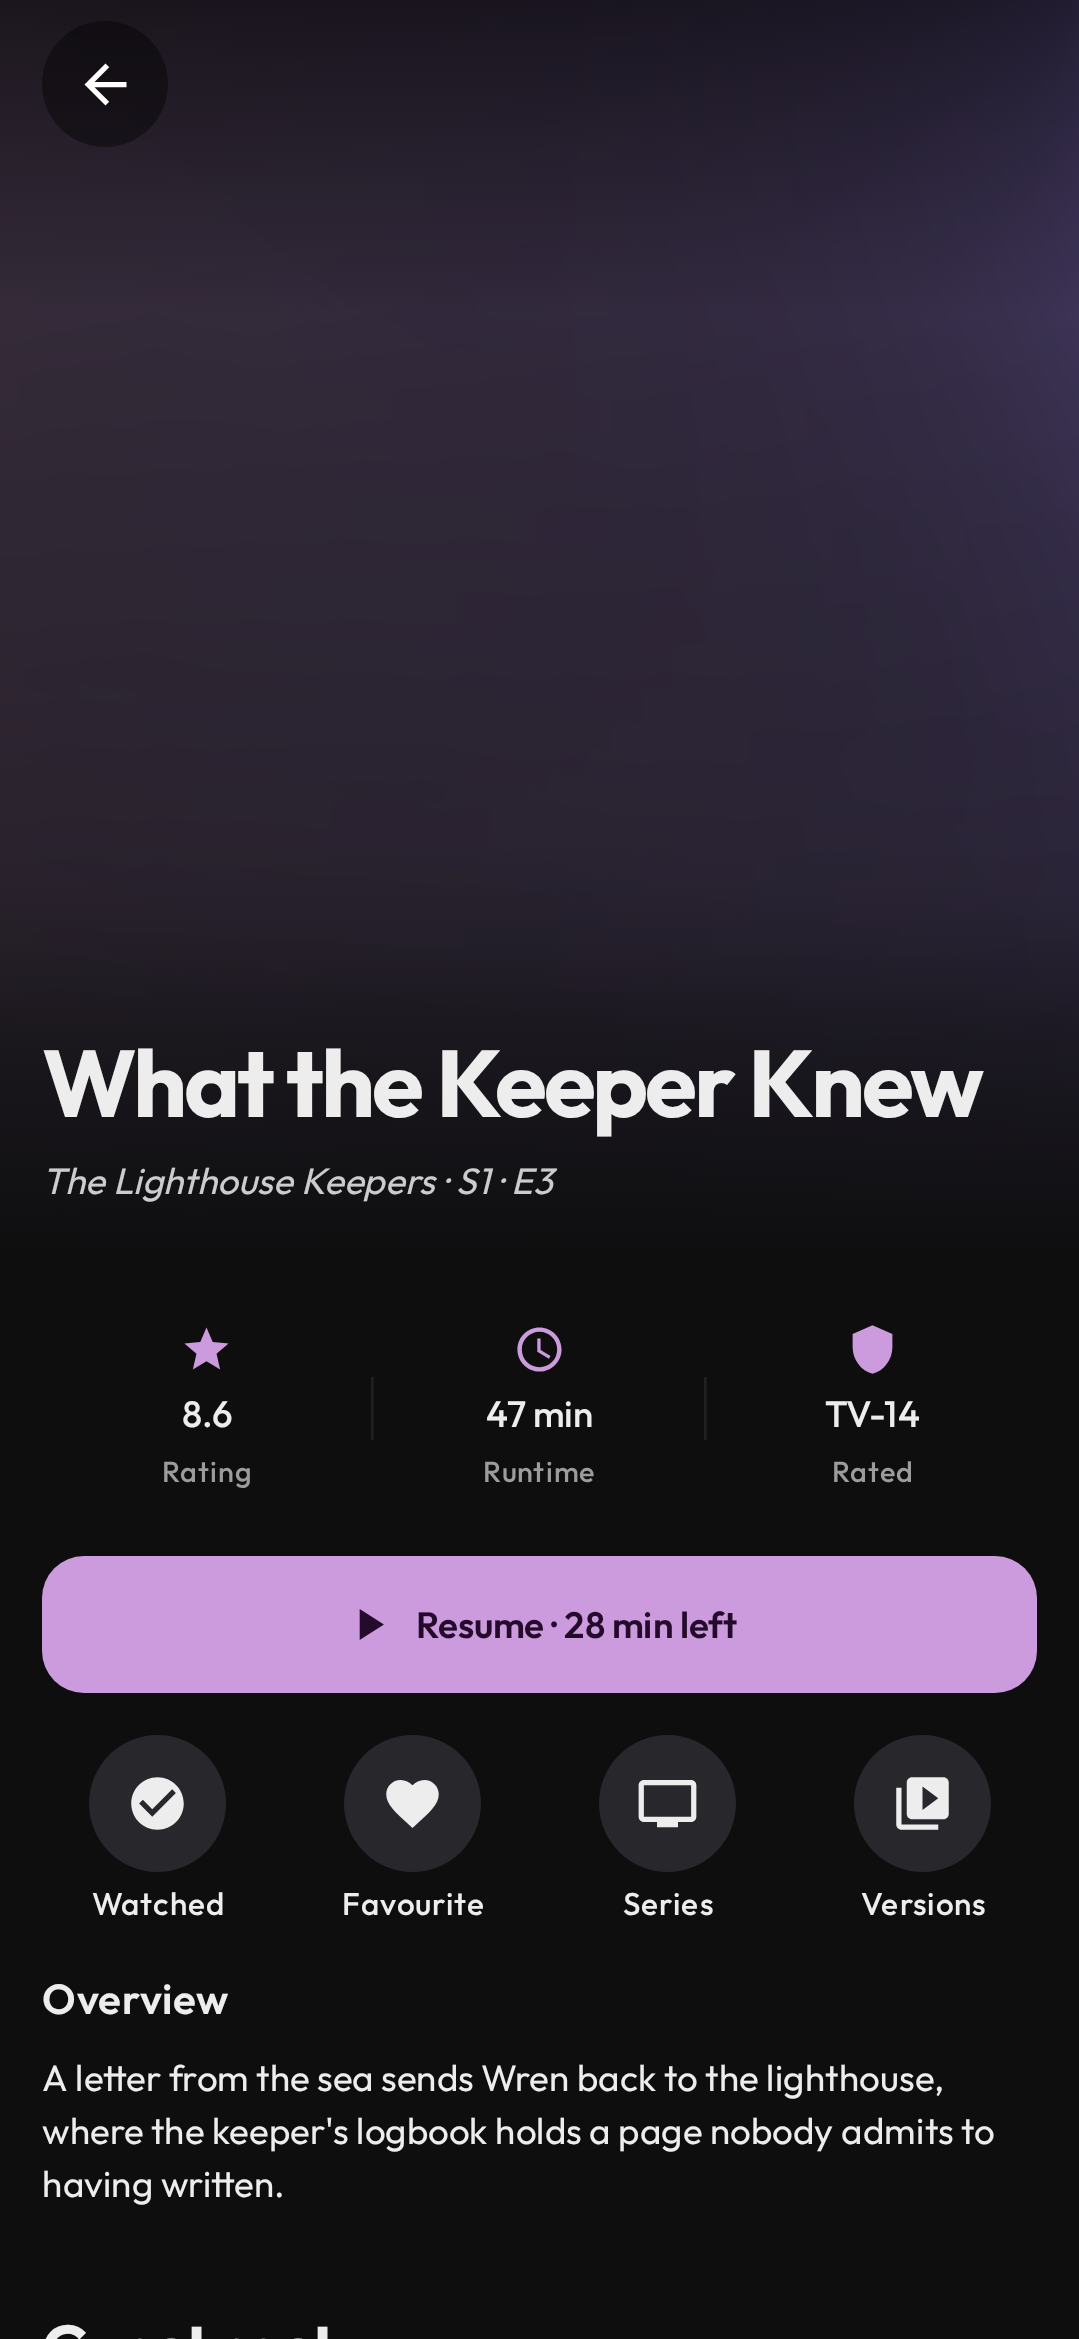 What the Keeper Knew
The Lighthouse Keepers · S1 · E3
8.6
47 min
TV-14
Rating
Runtime
Rated
Resume · 28 min left
Watched
Favourite
Series
Versions
Overview
A letter from the sea sends Wren back to the lighthouse,
where the keeper's logbook holds a page nobody admits to
having written.